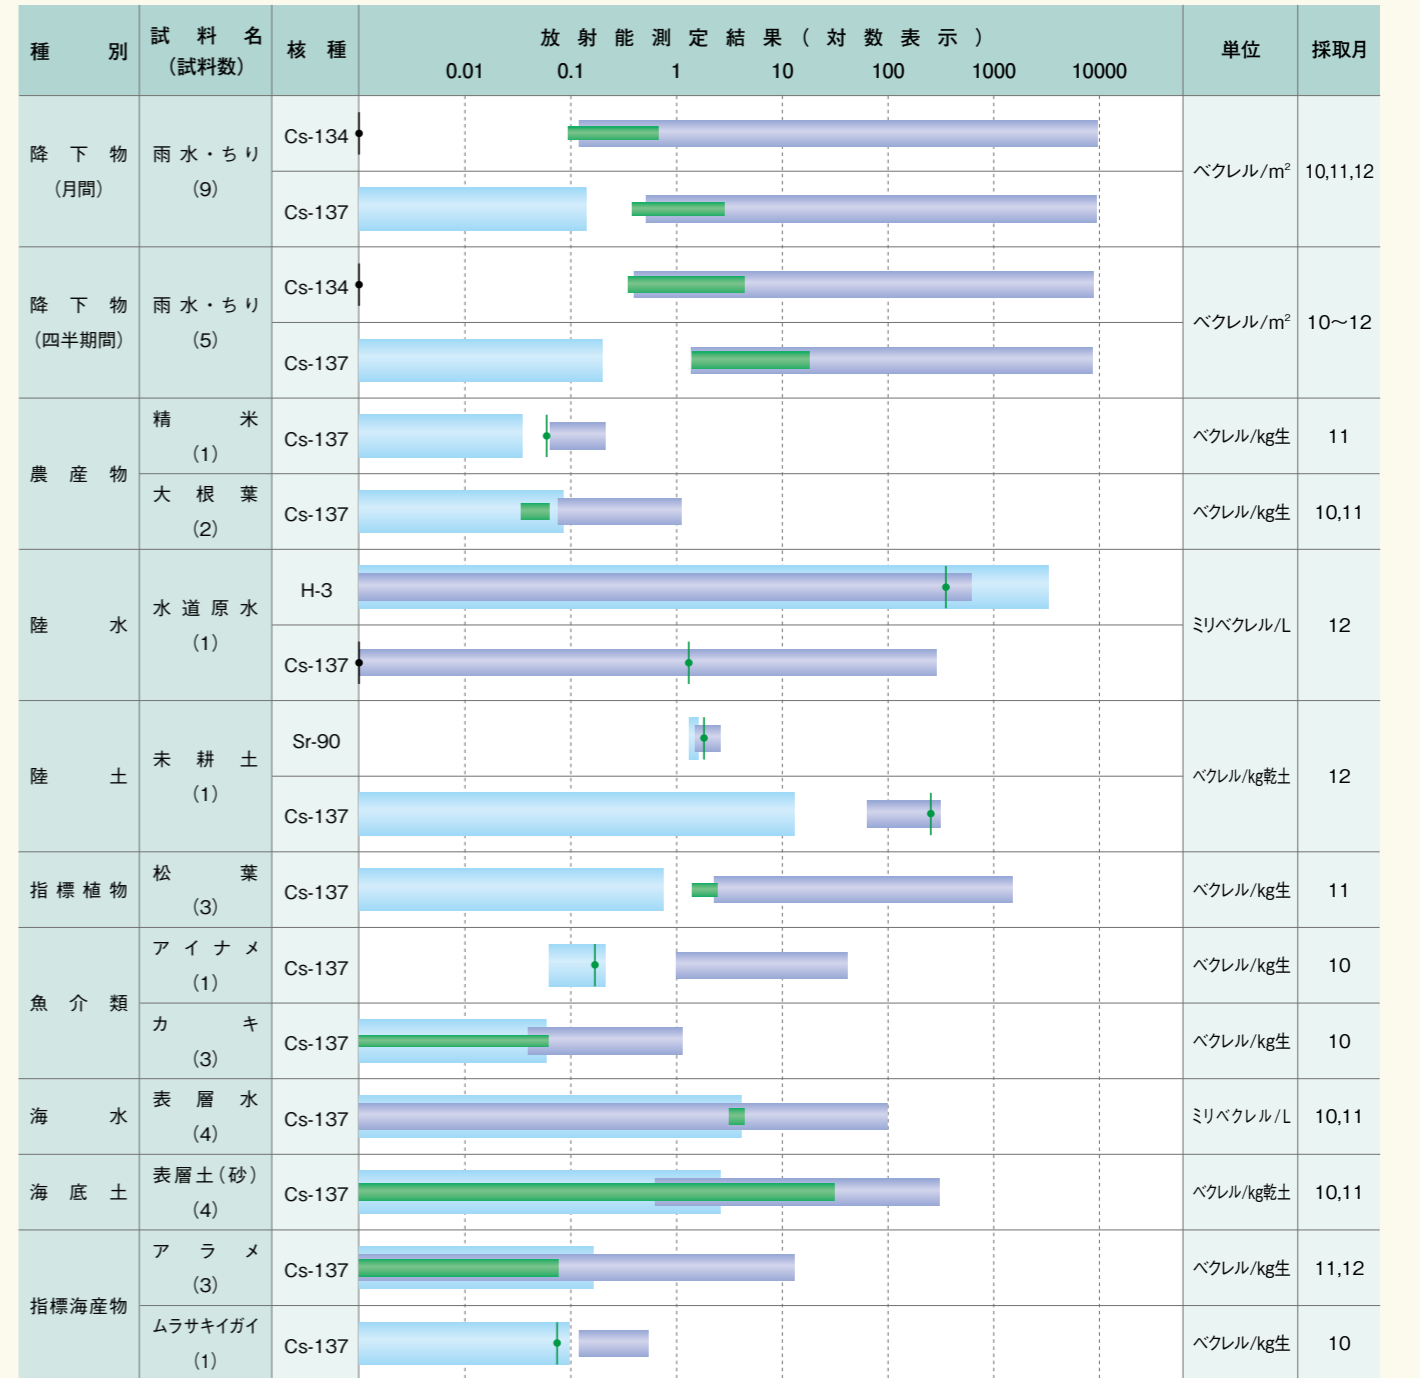 種別 試料名 (試料数) 核種 放射能測定結果(対数表示) 単位 採取月
0.01 0.1 1 10 100 1000 10000
降下物 (月間) 雨水・ちり (9) Cs-134 ベクレル/m² 10,11,12
Cs-137
降下物 (四半期間) 雨水・ちり (5) Cs-134 ベクレル/m² 10〜12
Cs-137
農産物 精米 (1) Cs-137 ベクレル/kg生 11
大根葉 (2) Cs-137 ベクレル/kg生 10,11
陸水 水道原水 (1) H-3 ミリベクレル/L 12
Cs-137
陸土 未耕土 (1) Sr-90 ベクレル/kg乾土 12
Cs-137
指標植物 松葉 (3) Cs-137 ベクレル/kg生 11
魚介類 アイナメ (1) Cs-137 ベクレル/kg生 10
カキ (3) Cs-137 ベクレル/kg生 10
海水 表層水 (4) Cs-137 ミリベクレル/L 10,11
海底土 表層土(砂) (4) Cs-137 ベクレル/kg乾土 10,11
指標海産物 アラメ (3) Cs-137 ベクレル/kg生 11,12
ムラサキイガイ (1) Cs-137 ベクレル/kg生 10